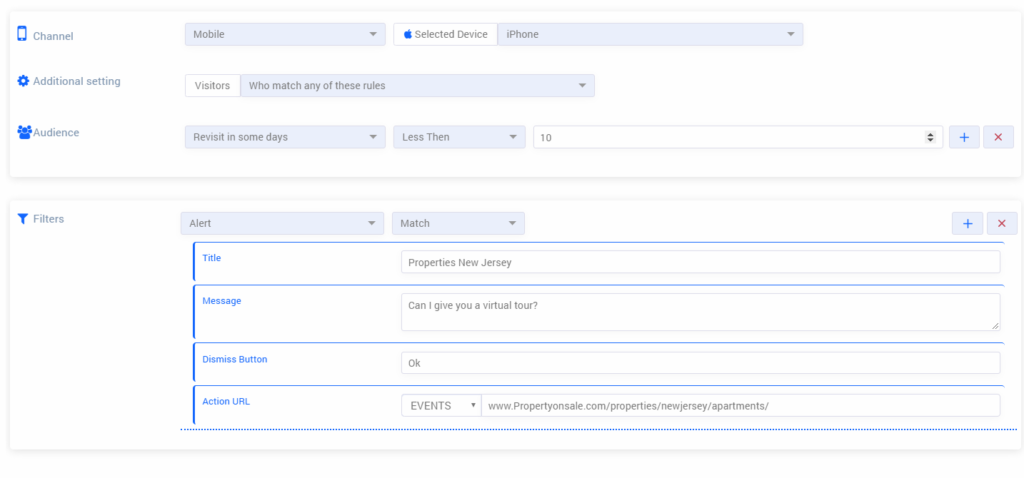 Channel Mobile Selected Device iPhone
Additional setting Visitors Who match any of these rules
Audience Revisit in some days Less Then 10
Filters Alert Match
Title Properties New Jersey
Message Can I give you a virtual tour?
Dismiss Button Ok
Action URL EVENTS www.Propertyonsale.com/properties/newjersey/apartments/